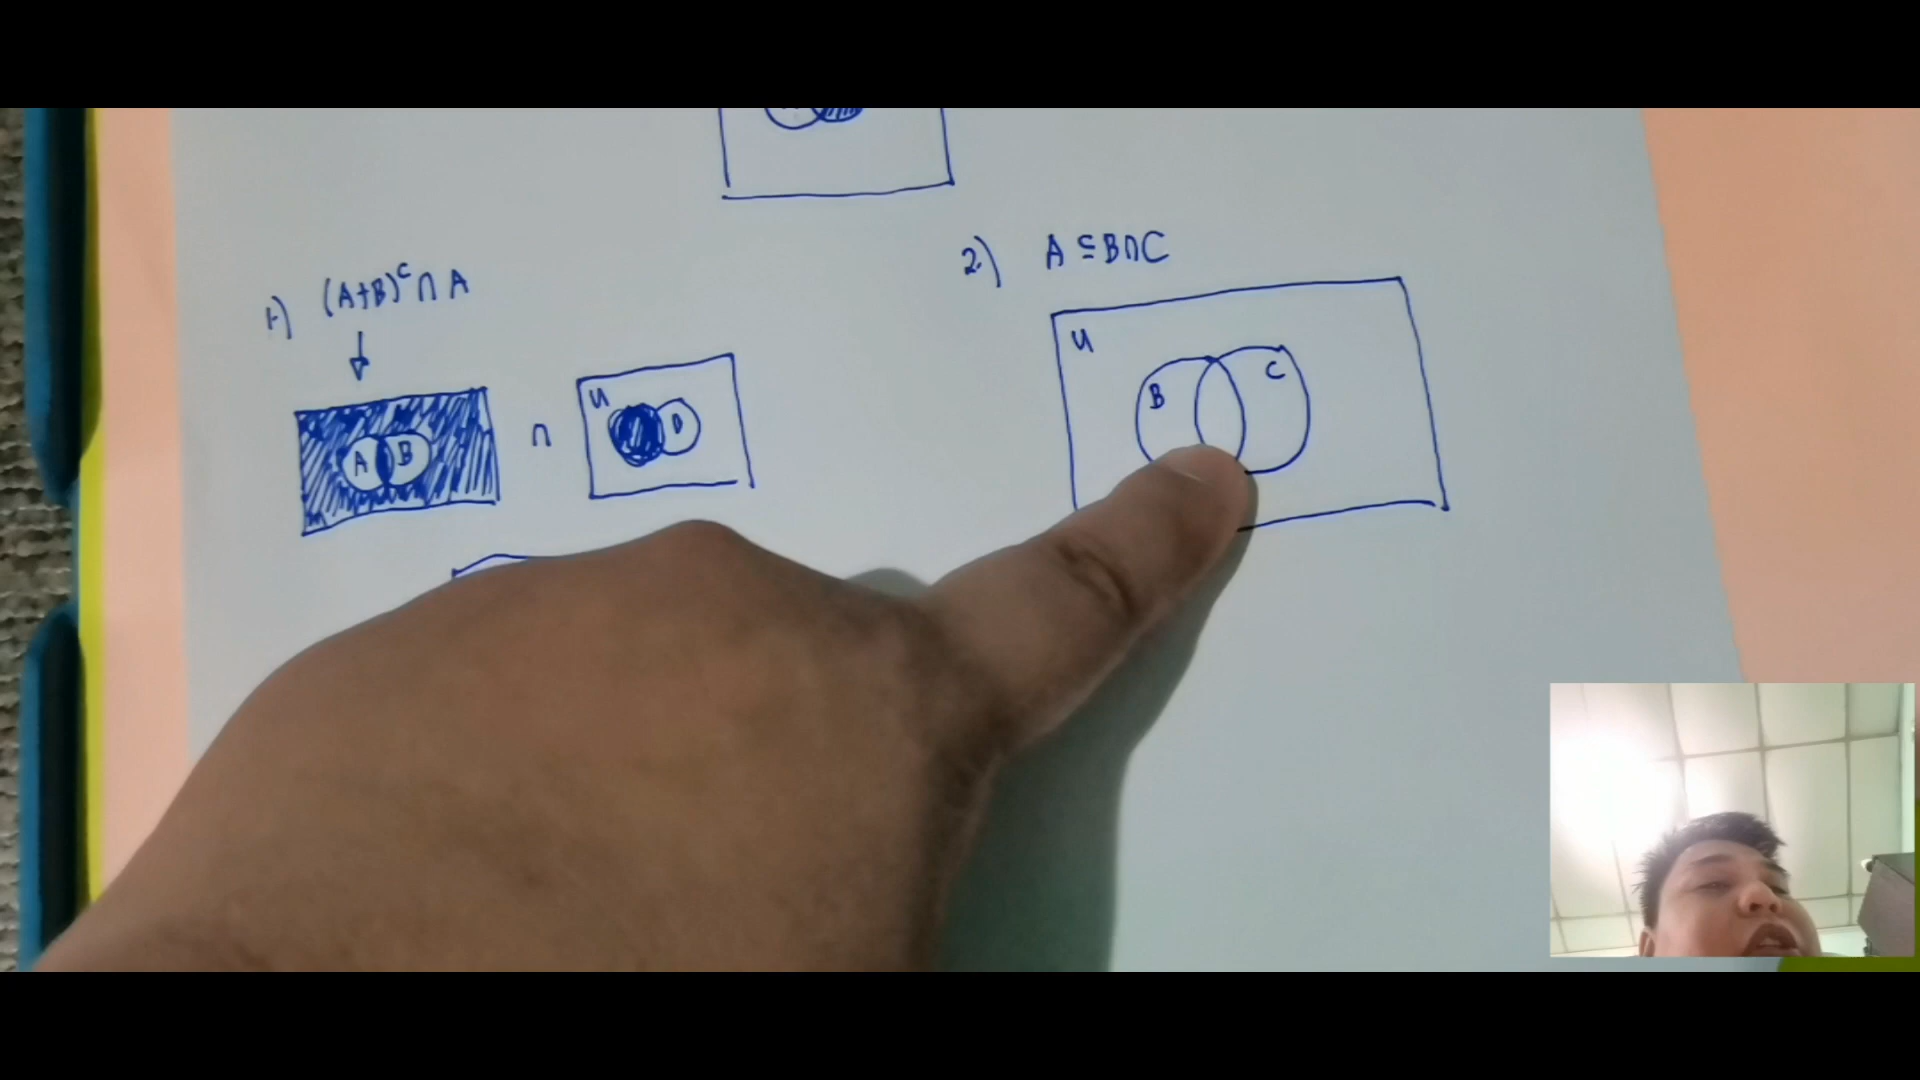 1.) (A+B)ᶜ ∩ A
A B
∩
U
B
2.) A ⊆ B∩C
U
B C